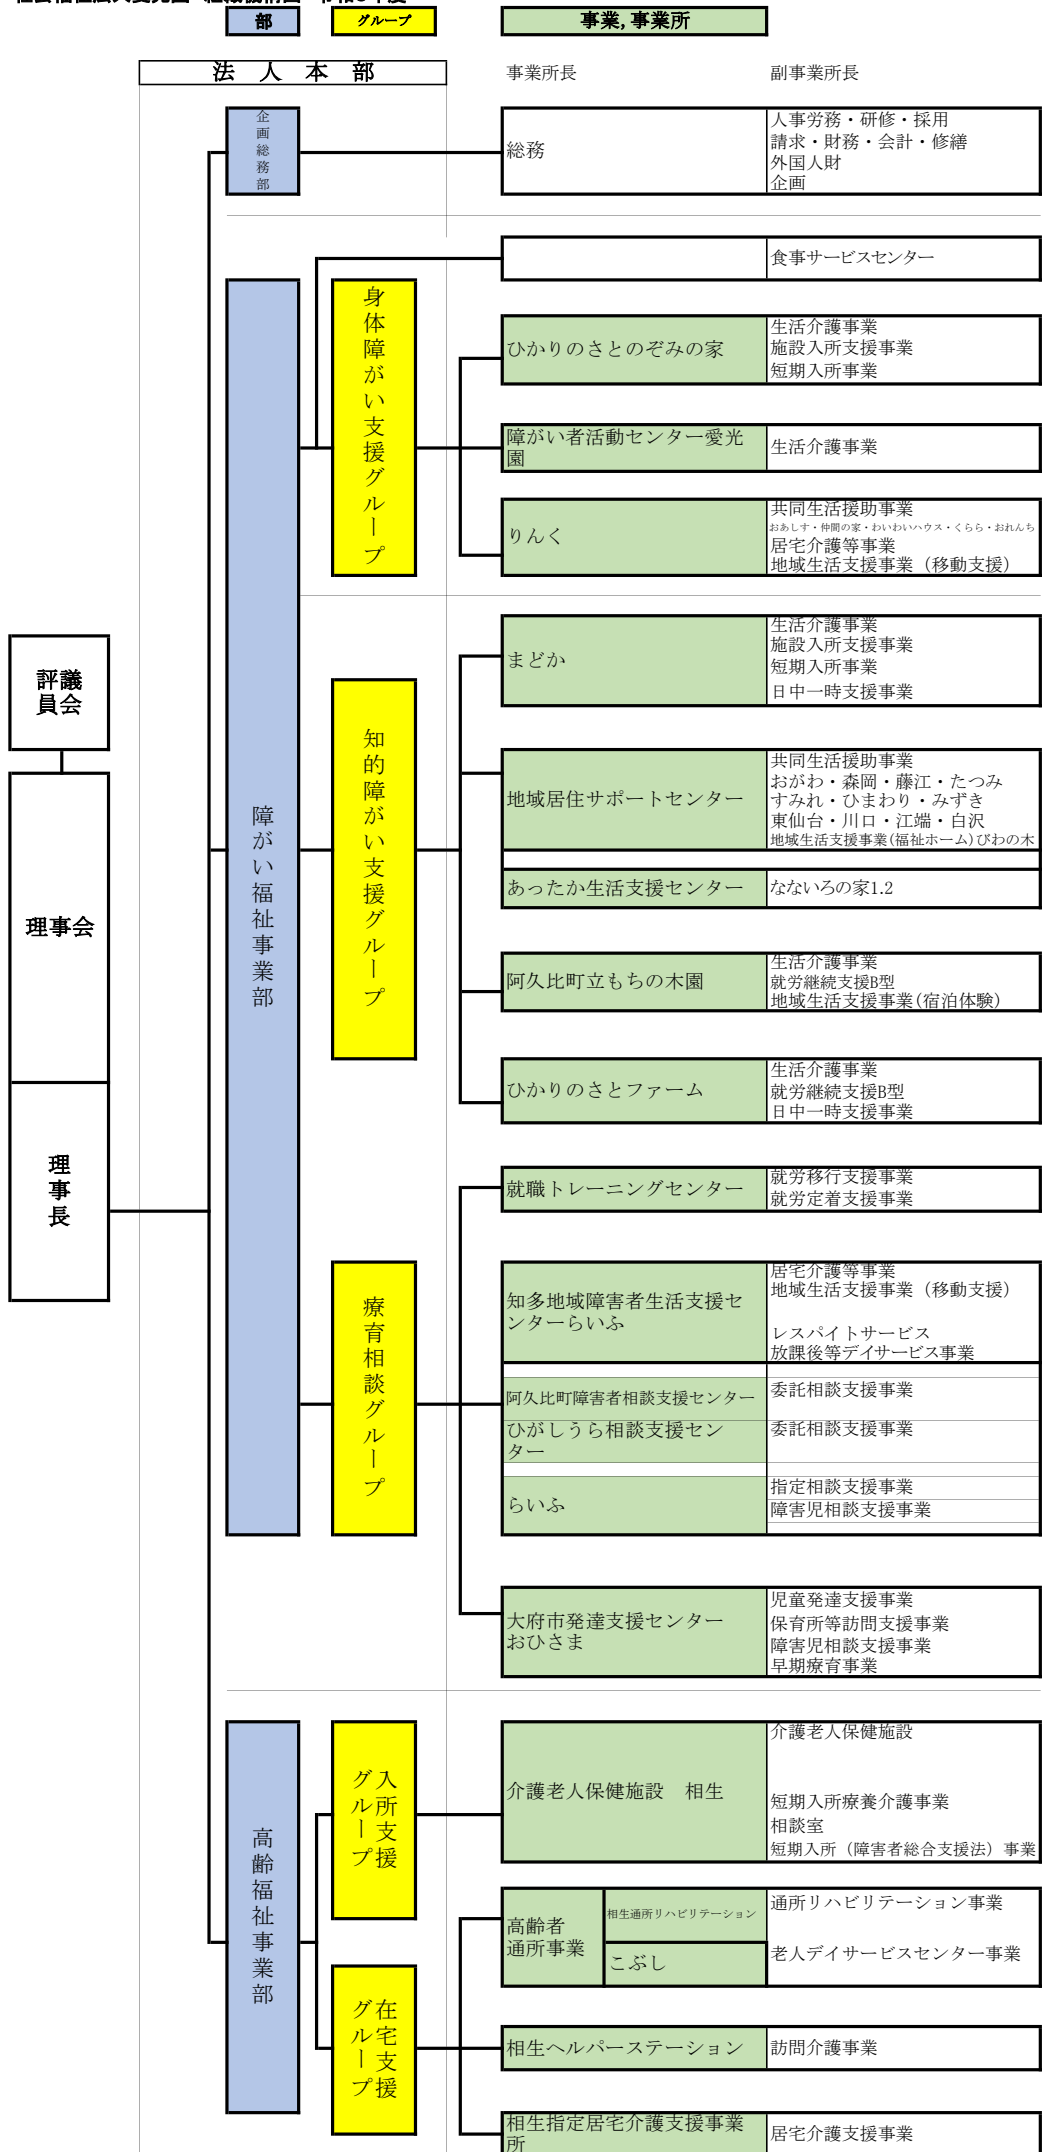 部 グループ 事業, 事業所
法 人 本 部
事業所長 副事業所長
企画総務部
総務
人事労務・研修・採用
請求・財務・会計・修繕
外国人財
企画
食事サービスセンター
身体障がい支援グループ
ひかりのさとのぞみの家
生活介護事業
施設入所支援事業
短期入所事業
障がい者活動センター愛光
園
生活介護事業
りんく
共同生活援助事業
おあしす・仲間の家・わいわいハウス・くらら・おれんち
居宅介護等事業
地域生活支援事業（移動支援）
評議
員会
理事会
理事長
障がい福祉事業部
知的障がい支援グループ
まどか
生活介護事業
施設入所支援事業
短期入所事業
日中一時支援事業
地域居住サポートセンター
共同生活援助事業
おがわ・森岡・藤江・たつみ
すみれ・ひまわり・みずき
東仙台・川口・江端・白沢
地域生活支援事業(福祉ホーム)びわの木
あったか生活支援センター
なないろの家1.2
阿久比町立もちの木園
生活介護事業
就労継続支援B型
地域生活支援事業(宿泊体験)
ひかりのさとファーム
生活介護事業
就労継続支援B型
日中一時支援事業
療育相談グループ
就職トレーニングセンター
就労移行支援事業
就労定着支援事業
知多地域障害者生活支援セ
ンターらいふ
居宅介護等事業
地域生活支援事業（移動支援）
レスパイトサービス
放課後等デイサービス事業
阿久比町障害者相談支援センター
委託相談支援事業
ひがしうら相談支援セン
ター
委託相談支援事業
らいふ
指定相談支援事業
障害児相談支援事業
大府市発達支援センター
おひさま
児童発達支援事業
保育所等訪問支援事業
障害児相談支援事業
早期療育事業
高齢福祉事業部
入所支援
グループ
介護老人保健施設　相生
介護老人保健施設
短期入所療養介護事業
相談室
短期入所（障害者総合支援法）事業
在宅支援
グループ
高齢者
通所事業
相生通所リハビリテーション
通所リハビリテーション事業
こぶし
老人デイサービスセンター事業
相生ヘルパーステーション
訪問介護事業
相生指定居宅介護支援事業
所
居宅介護支援事業